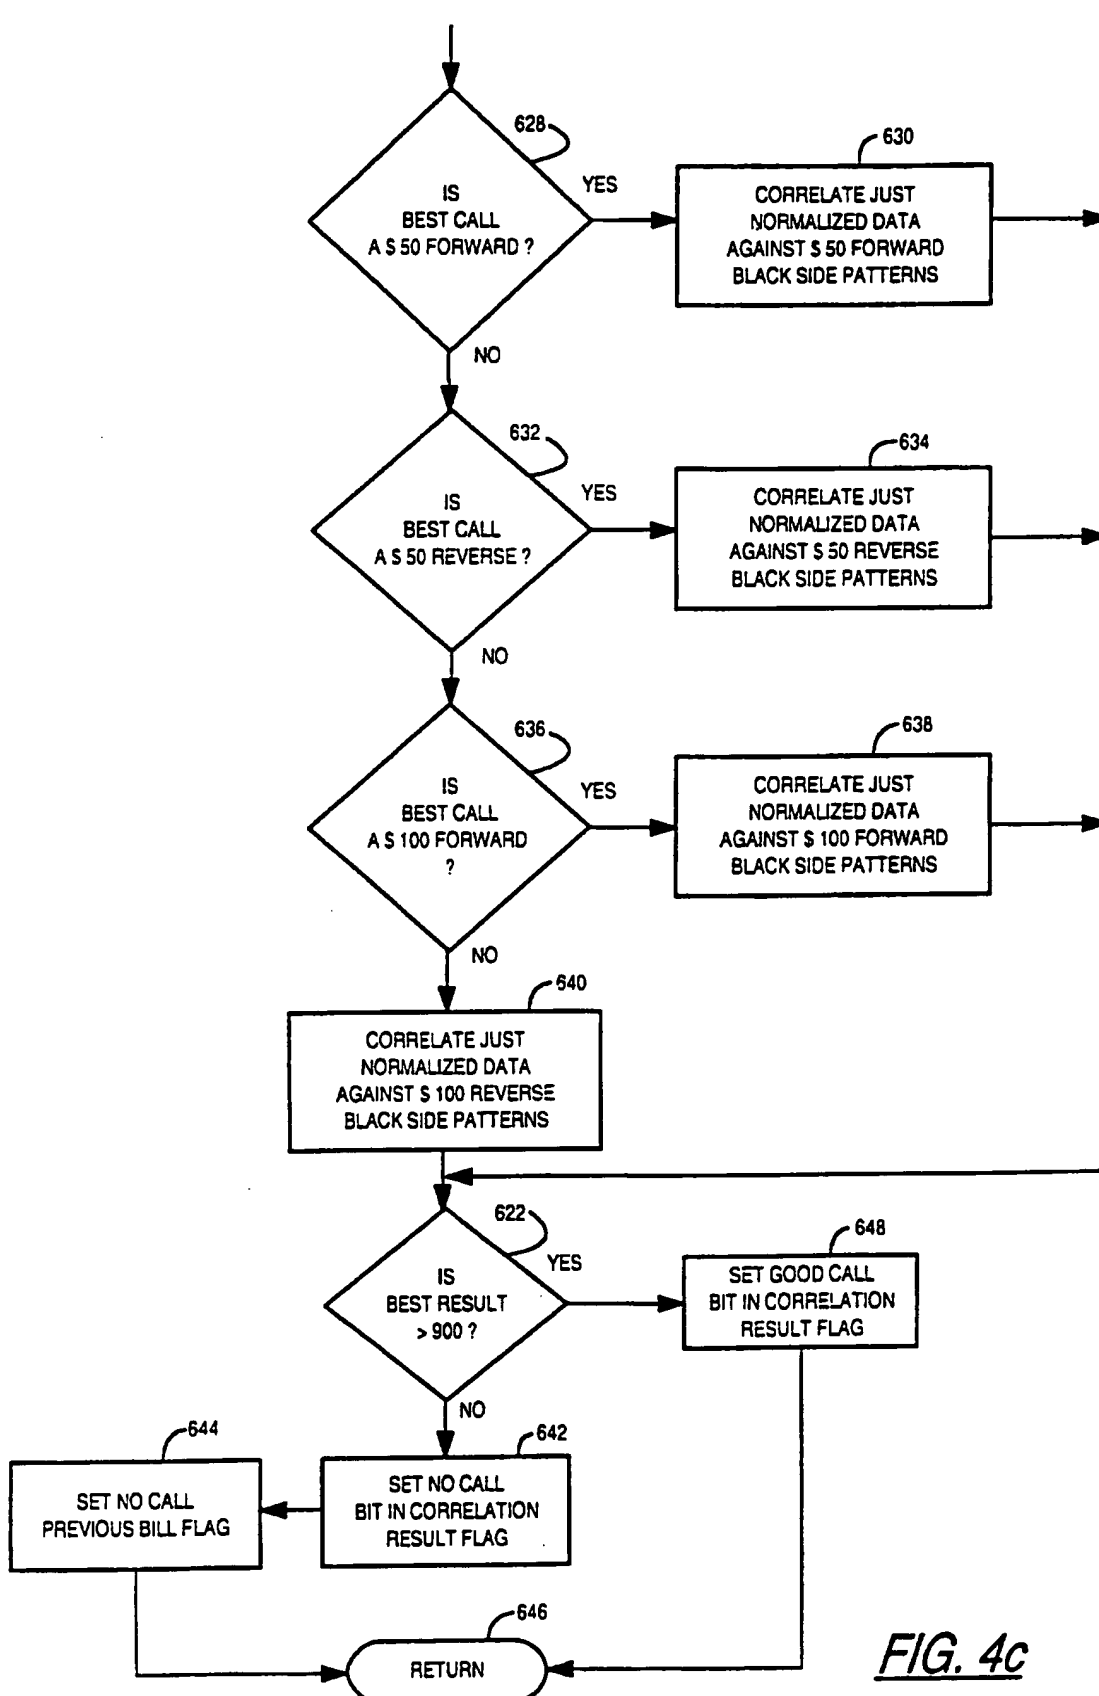 628
IS
BEST CALL
A $ 50 FORWARD ?
YES
630
CORRELATE JUST
NORMALIZED DATA
AGAINST $ 50 FORWARD
BLACK SIDE PATTERNS
NO
632
IS
BEST CALL
A $ 50 REVERSE ?
YES
634
CORRELATE JUST
NORMALIZED DATA
AGAINST $ 50 REVERSE
BLACK SIDE PATTERNS
NO
636
IS
BEST CALL
A $ 100 FORWARD
?
YES
638
CORRELATE JUST
NORMALIZED DATA
AGAINST $ 100 FORWARD
BLACK SIDE PATTERNS
NO
640
CORRELATE JUST
NORMALIZED DATA
AGAINST $ 100 REVERSE
BLACK SIDE PATTERNS
622
IS
BEST RESULT
> 900 ?
YES
648
SET GOOD CALL
BIT IN CORRELATION
RESULT FLAG
NO
642
SET NO CALL
BIT IN CORRELATION
RESULT FLAG
644
SET NO CALL
PREVIOUS BILL FLAG
646
RETURN
FIG. 4c